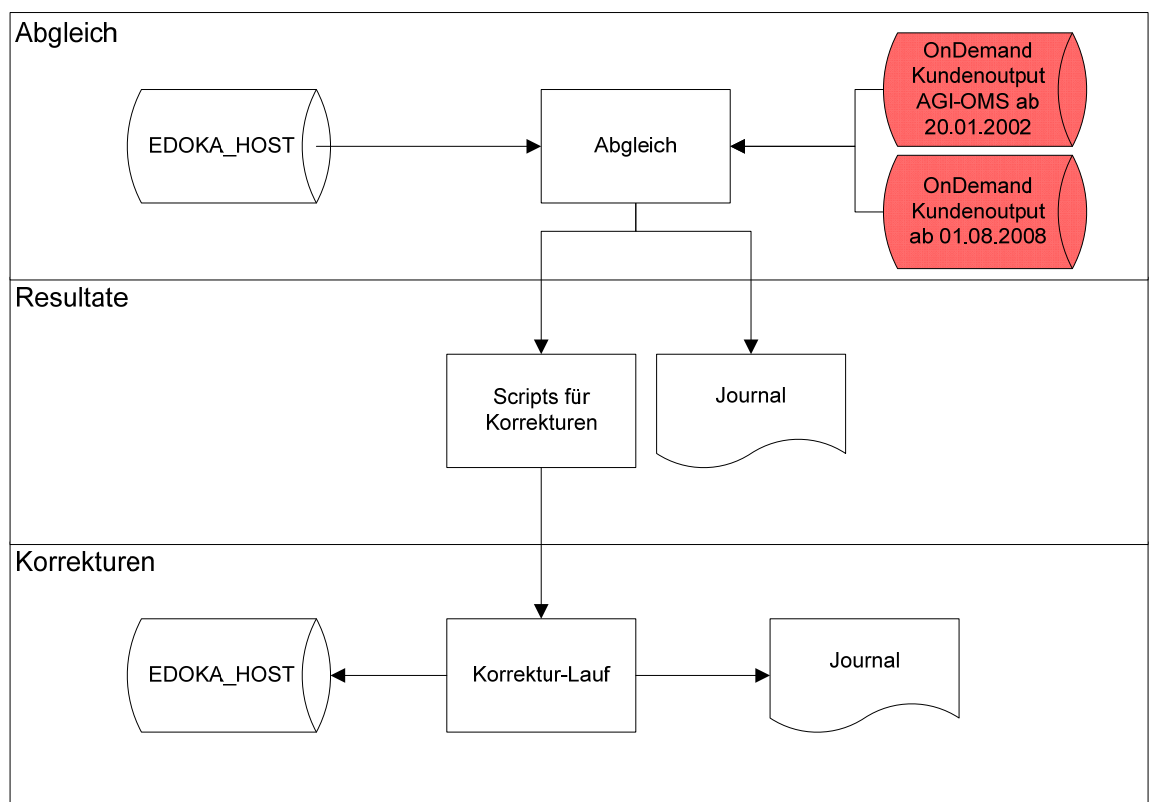 Abgleich
EDOKA_HOST
Abgleich
OnDemand
Kundenoutput
AGI-OMS ab
20.01.2002
OnDemand
Kundenoutput
ab 01.08.2008
Resultate
Scripts für
Korrekturen
Journal
Korrekturen
EDOKA_HOST
Korrektur-Lauf
Journal